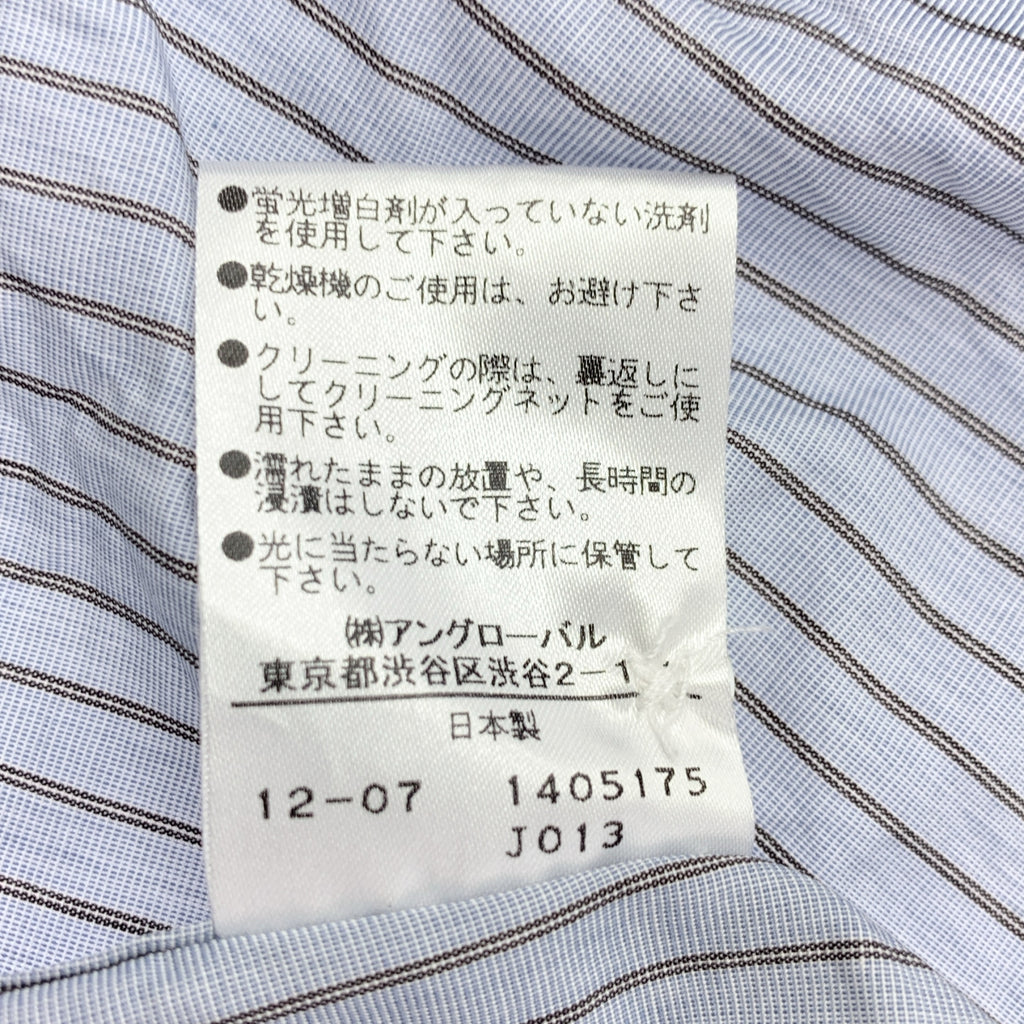 ●蛍光増白剤が入っていない洗剤
を使用して下さい。
●乾燥機のご使用は、お避け下さ
い。
●クリーニングの際は、裏返しに
してクリーニングネットをご使
用下さい。
●濡れたままの放置や、長時間の
浸漬はしないで下さい。
●光に当たらない場所に保管して
下さい。
㈱アングローバル
東京都渋谷区渋谷2-1
日本製
12-07 1405175
J013